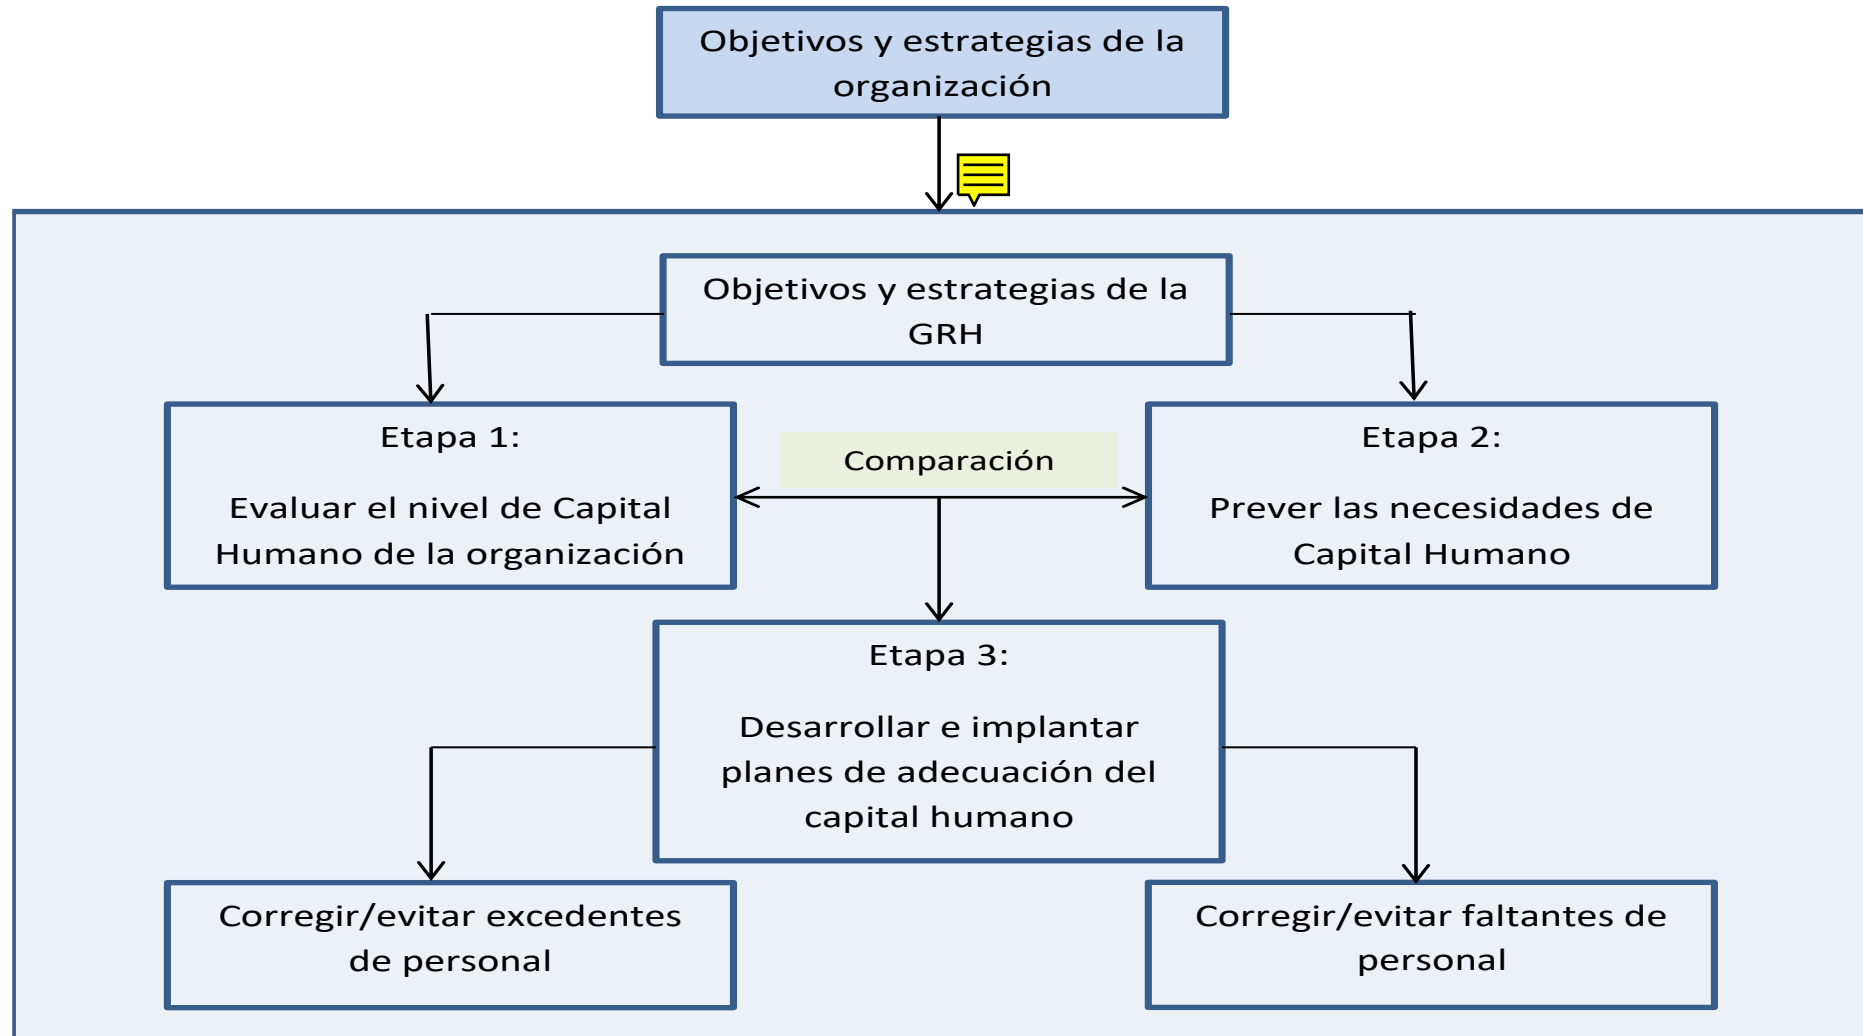 Objetivos y estrategias de la
organización
Objetivos y estrategias de la
GRH
Etapa 1:
Evaluar el nivel de Capital
Humano de la organización
Comparación
Etapa 2:
Prever las necesidades de
Capital Humano
Etapa 3:
Desarrollar e implantar
planes de adecuación del
capital humano
Corregir/evitar excedentes
de personal
Corregir/evitar faltantes de
personal